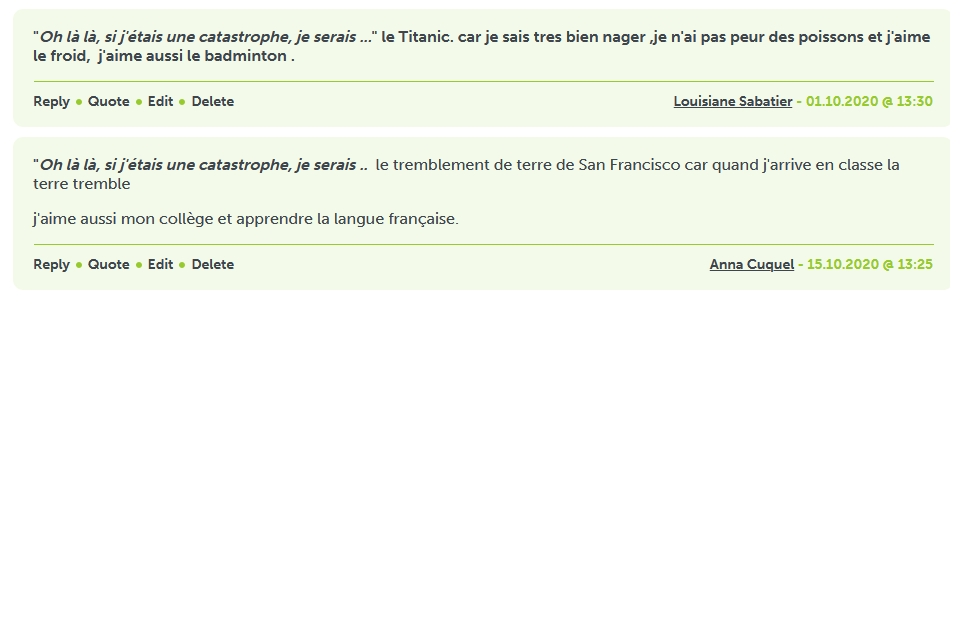 "Oh là là, si j'étais une catastrophe, je serais ..." le Titanic. car je sais tres bien nager ,je n'ai pas peur des poissons et j'aime
le froid,  j'aime aussi le badminton .
Reply • Quote • Edit • Delete Louisiane Sabatier - 01.10.2020 @ 13:30
"Oh là là, si j'étais une catastrophe, je serais ..  le tremblement de terre de San Francisco car quand j'arrive en classe la
terre tremble
j'aime aussi mon collège et apprendre la langue française.
Reply • Quote • Edit • Delete Anna Cuquel - 15.10.2020 @ 13:25